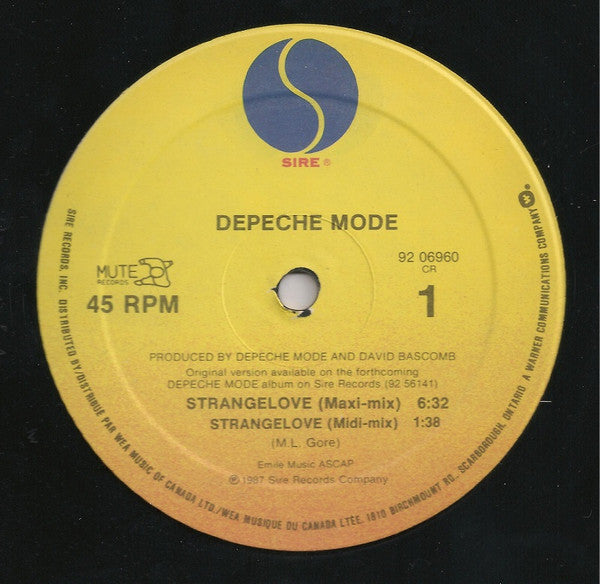 SIRE®
DEPECHE MODE
MUTE
RECORDS
45 RPM
92 06960
CR
1
PRODUCED BY DEPECHE MODE AND DAVID BASCOMB
Original version available on the forthcoming
DEPECHE MODE album on Sire Records (92 56141)
STRANGELOVE (Maxi-mix) 6:32
STRANGELOVE (Midi-mix) 1:38
(M.L. Gore)
Emile Music ASCAP
℗1987 Sire Records Company
SIRE RECORDS, INC. DISTRIBUTED BY/DISTRIBUE PAR WEA MUSIC OF CANADA LTD./WEA MUSIQUE DU CANADA LTÉE, 1810 BIRCHMOUNT RD., SCARBOROUGH, ONTARIO A WARNER COMMUNICATIONS COMPANY